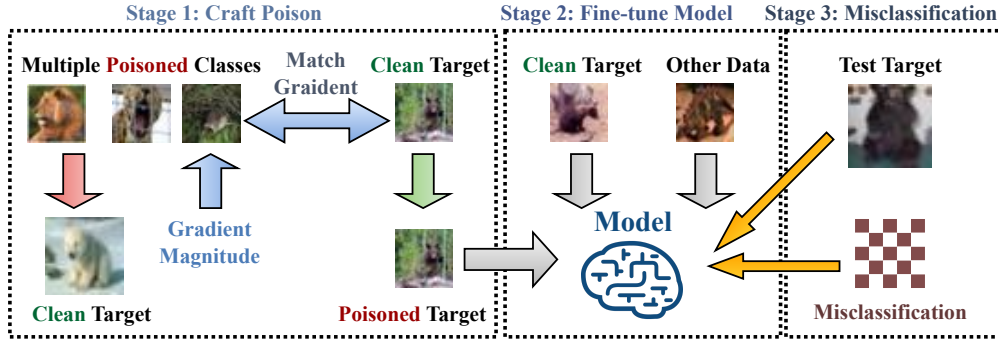 Stage 1: Craft Poison
Stage 2: Fine-tune Model
Stage 3: Misclassification
Multiple Poisoned Classes
Match
Graident
Clean Target
Clean Target
Other Data
Test Target
Gradient
Magnitude
Model
Clean Target
Poisoned Target
Misclassification